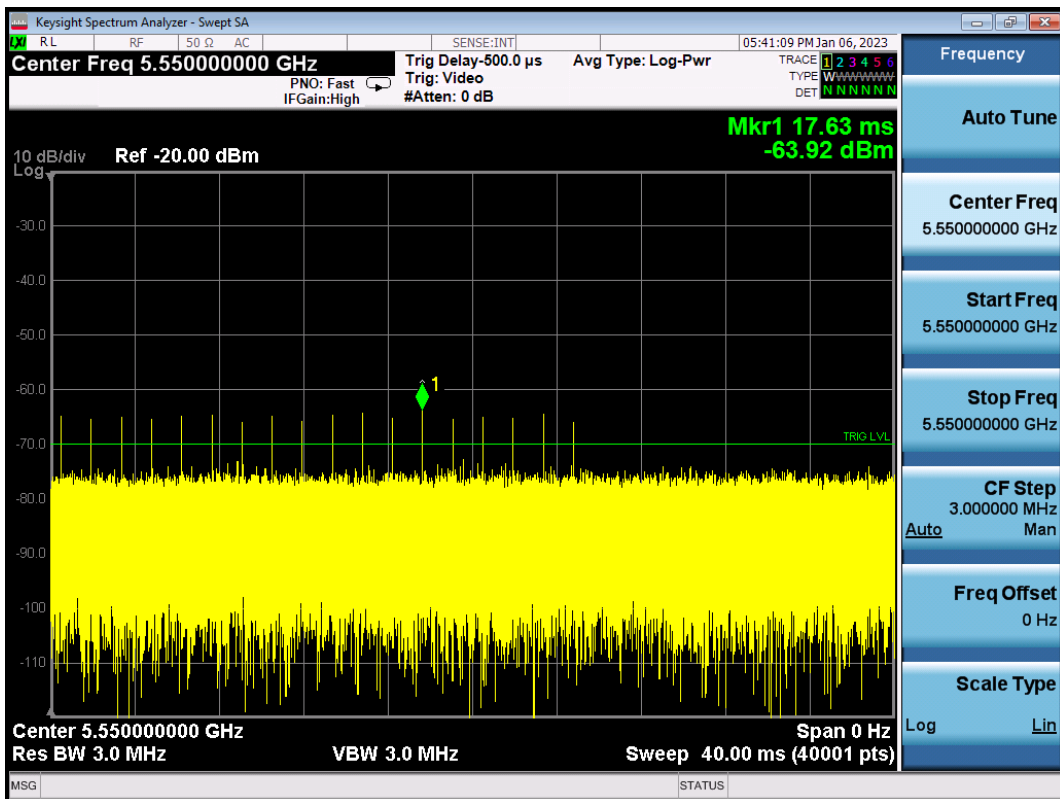 Keysight Spectrum Analyzer - Swept SA
LXI RL RF 50 Ω AC SENSE:INT 05:41:09 PM Jan 06, 2023
Center Freq 5.550000000 GHz
PNO: Fast
IFGain:High
Trig Delay-500.0 µs
Trig: Video
#Atten: 0 dB
Avg Type: Log-Pwr
TRACE 1 2 3 4 5 6
TYPE WWWWWW
DET N N N N N N
Mkr1 17.63 ms
-63.92 dBm
10 dB/div Ref -20.00 dBm
Log
-30.0
-40.0
-50.0
-60.0
1
-70.0
TRIG LVL
-80.0
-90.0
-100
-110
Center 5.550000000 GHz Span 0 Hz
Res BW 3.0 MHz VBW 3.0 MHz Sweep 40.00 ms (40001 pts)
MSG STATUS
Frequency
Auto Tune
Center Freq
5.550000000 GHz
Start Freq
5.550000000 GHz
Stop Freq
5.550000000 GHz
CF Step
3.000000 MHz
Auto Man
Freq Offset
0 Hz
Scale Type
Log Lin